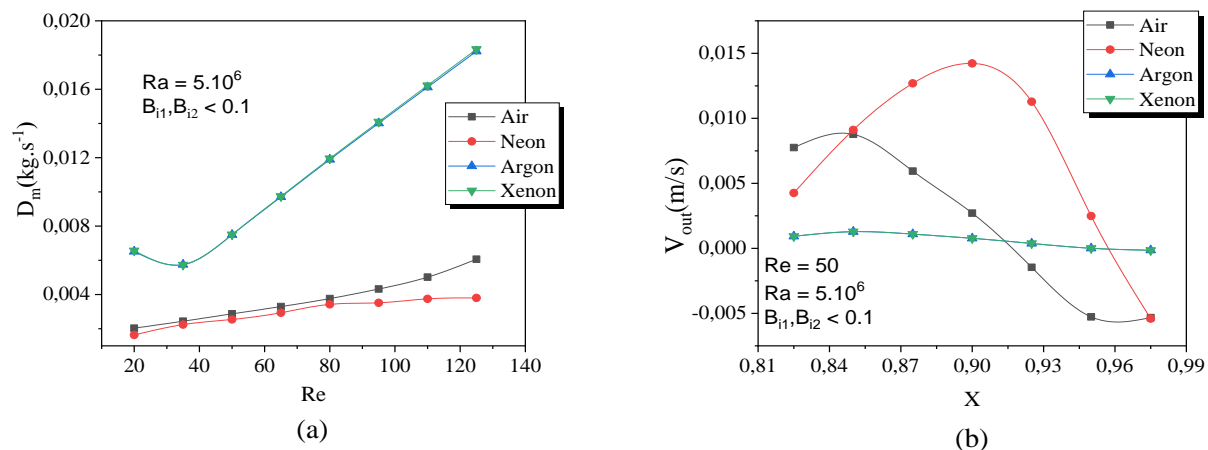 0,020
0,016
0,012
0,008
0,004
D_m(kg.s^-1)
Ra = 5.10^6
B_i1,B_i2 < 0.1
Air
Neon
Argon
Xenon
20 40 60 80 100 120 140
Re
(a)
0,015
0,010
0,005
0,000
-0,005
V_out(m/s)
Air
Neon
Argon
Xenon
Re = 50
Ra = 5.10^6
B_i1,B_i2 < 0.1
0,81 0,84 0,87 0,90 0,93 0,96 0,99
X
(b)